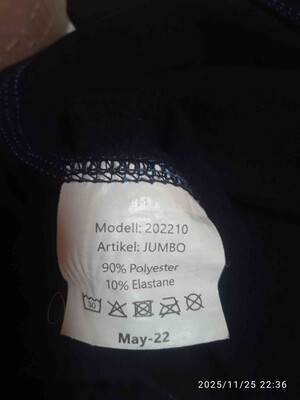 Modell: 202210
Artikel: JUMBO
90% Polyester
10% Elastane
30
May-22
2025/11/25 22:36